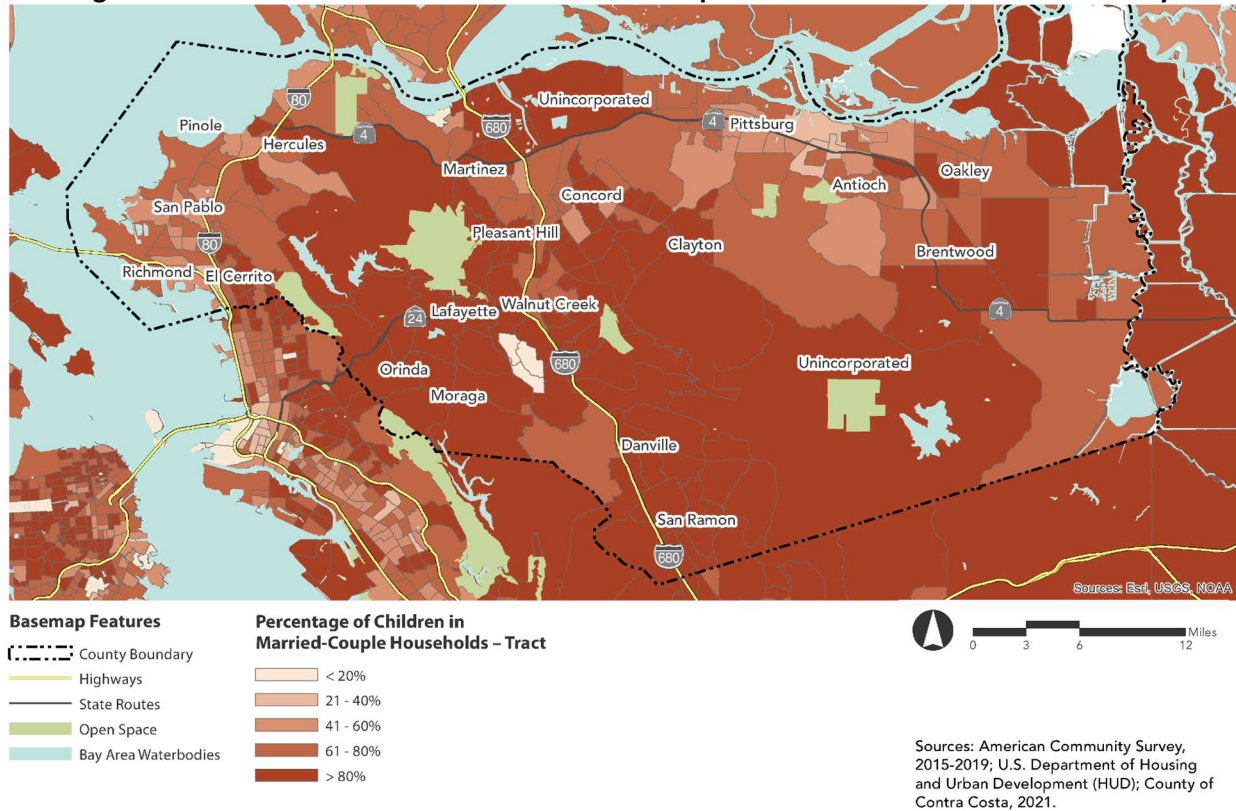 Unincorporated
80
4
Pittsburg
Pinole
680
Hercules
4
Martinez
Oakley
Concord
Antioch
San Pablo
Pleasant Hill
80
Clayton
Brentwood
Richmond
El Cerrito
Lafayette
Walnut Creek
24
4
680
Orinda
Unincorporated
Moraga
Danville
San Ramon
680
Sources: Esri, USGS, NOAA
Basemap Features
County Boundary
Highways
State Routes
Open Space
Bay Area Waterbodies
Percentage of Children in
Married-Couple Households – Tract
< 20%
21 - 40%
41 - 60%
61 - 80%
> 80%
Miles
0 3 6 12
Sources: American Community Survey,
2015-2019; U.S. Department of Housing
and Urban Development (HUD); County of
Contra Costa, 2021.